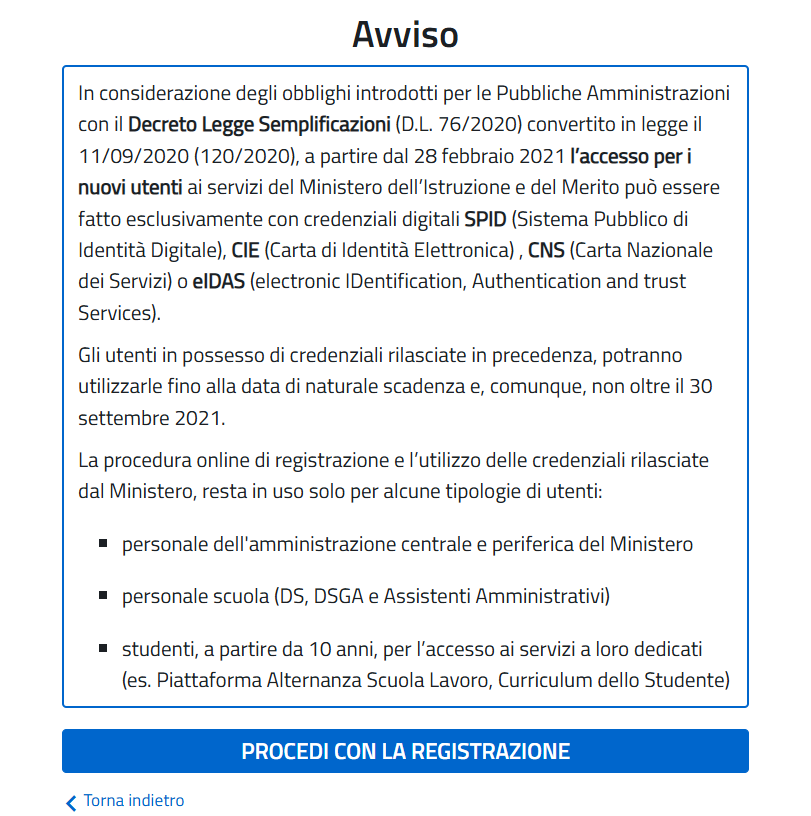 Avviso
In considerazione degli obblighi introdotti per le Pubbliche Amministrazioni
con il Decreto Legge Semplificazioni (D.L. 76/2020) convertito in legge il
11/09/2020 (120/2020), a partire dal 28 febbraio 2021 l’accesso per i
nuovi utenti ai servizi del Ministero dell’Istruzione e del Merito può essere
fatto esclusivamente con credenziali digitali SPID (Sistema Pubblico di
Identità Digitale), CIE (Carta di Identità Elettronica) , CNS (Carta Nazionale
dei Servizi) o eIDAS (electronic IDentification, Authentication and trust
Services).
Gli utenti in possesso di credenziali rilasciate in precedenza, potranno
utilizzarle fino alla data di naturale scadenza e, comunque, non oltre il 30
settembre 2021.
La procedura online di registrazione e l’utilizzo delle credenziali rilasciate
dal Ministero, resta in uso solo per alcune tipologie di utenti:
▪ personale dell'amministrazione centrale e periferica del Ministero
▪ personale scuola (DS, DSGA e Assistenti Amministrativi)
▪ studenti, a partire da 10 anni, per l’accesso ai servizi a loro dedicati
(es. Piattaforma Alternanza Scuola Lavoro, Curriculum dello Studente)
PROCEDI CON LA REGISTRAZIONE
Torna indietro